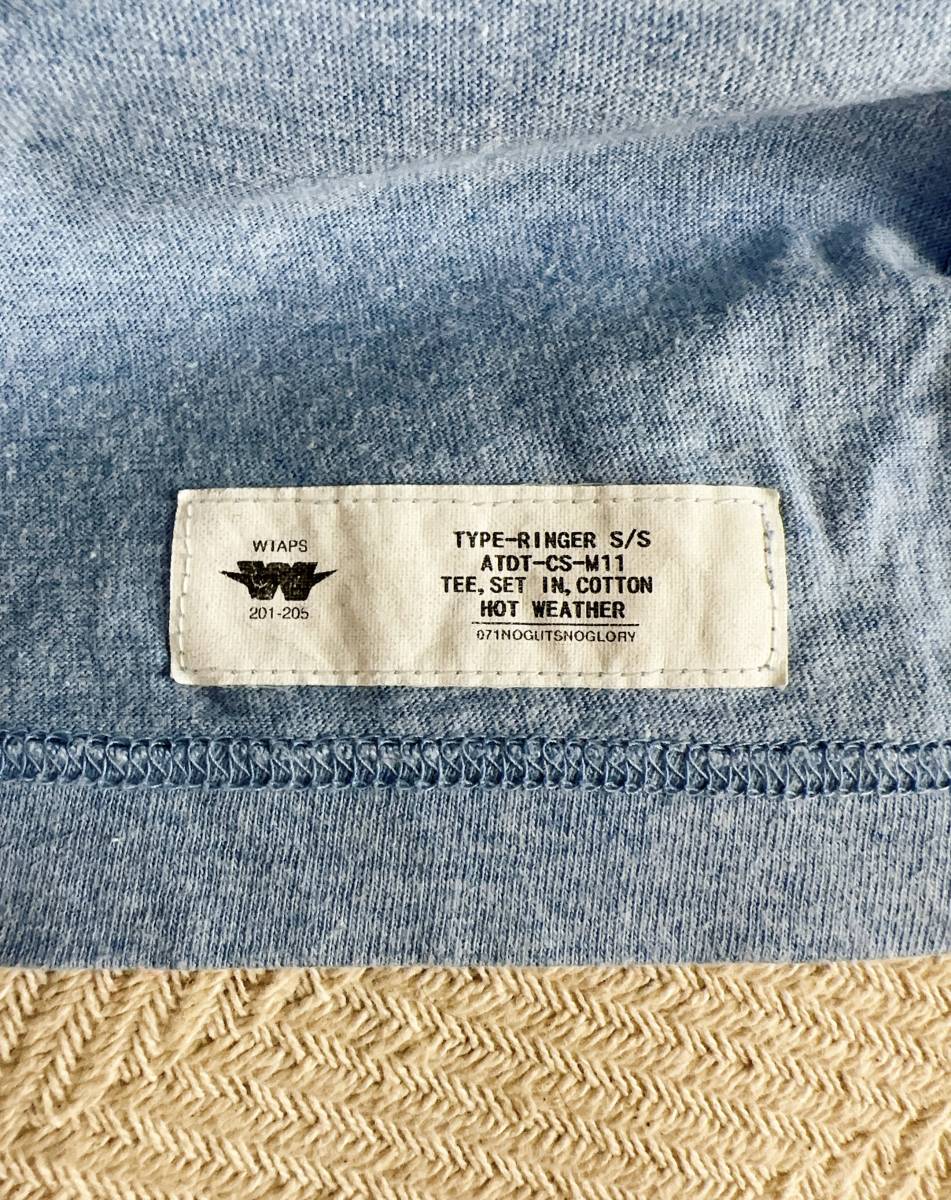 WTAPS
W
201-205
TYPE-RINGER S/S
ATDT-CS-M11
TEE, SET IN, COTTON
HOT WEATHER
071NOGUTSNOGLORY